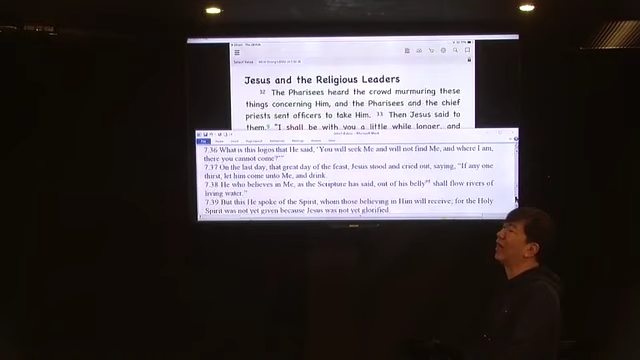 Jesus and the Religious Leaders
32 The Pharisees heard the crowd murmuring these
things concerning Him, and the Pharisees and the chief
priests sent officers to take Him. 33 Then Jesus said to
them, "I shall be with you a little while longer, and
7.36 What is this logos that He said, 'You will seek Me and will not find Me, and where I am,
there you cannot come?'"
7.37 On the last day, that great day of the feast, Jesus stood and cried out, saying, "If any one
thirst, let him come unto Me, and drink.
7.38 He who believes in Me, as the Scripture has said, out of his belly shall flow rivers of
living water."
7.39 But this He spoke of the Spirit, whom those believing in Him will receive; for the Holy
Spirit was not yet given because Jesus was not yet glorified.